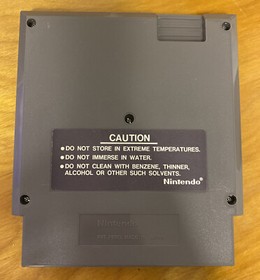 CAUTION
•DO NOT STORE IN EXTREME TEMPERATURES.
•DO NOT IMMERSE IN WATER.
•DO NOT CLEAN WITH BENZENE, THINNER,
ALCOHOL OR OTHER SUCH SOLVENTS.
Nintendo®
Nintendo